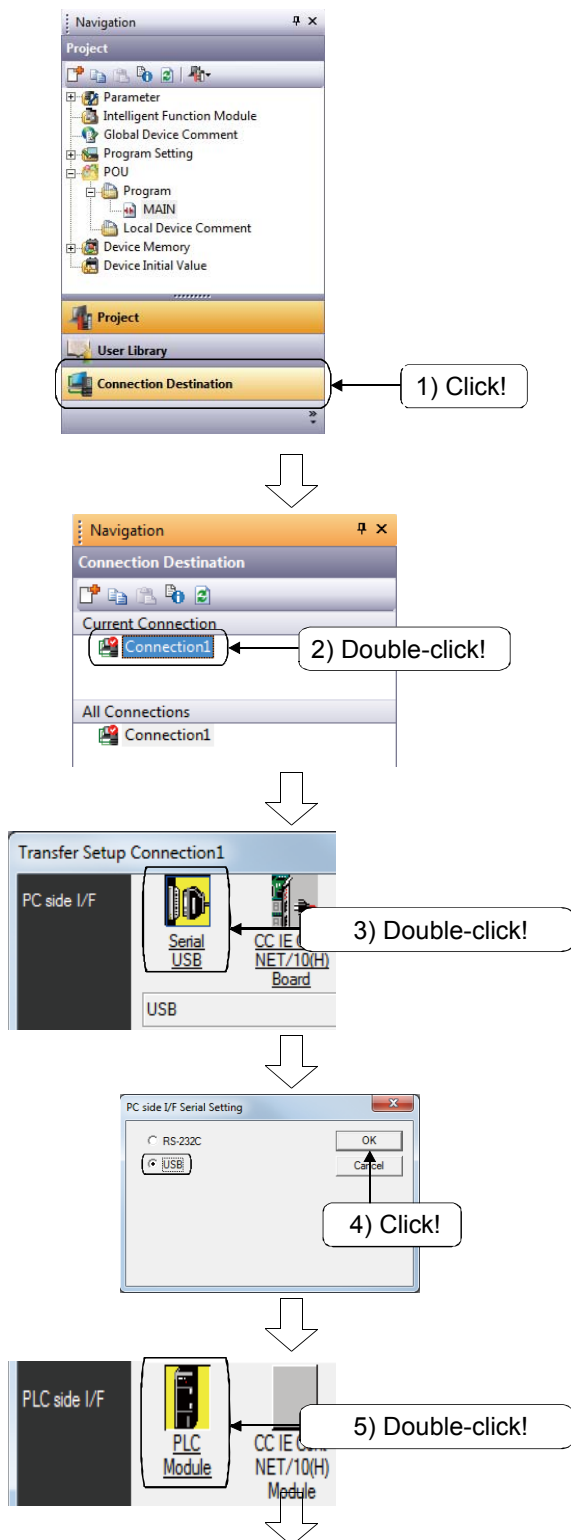 Navigation
Project
Parameter
Intelligent Function Module
Global Device Comment
Program Setting
POU
Program
MAIN
Local Device Comment
Device Memory
Device Initial Value
Project
User Library
Connection Destination
1) Click!
Navigation
Connection Destination
Current Connection
Connection1
2) Double-click!
All Connections
Connection1
Transfer Setup Connection1
PC side I/F
Serial
USB
CC IE
NET/10(H)
Board
3) Double-click!
USB
PC side I/F Serial Setting
RS-232C
OK
USB
Cancel
4) Click!
PLC side I/F
PLC
Module
CC IE
NET/10(H)
Module
5) Double-click!